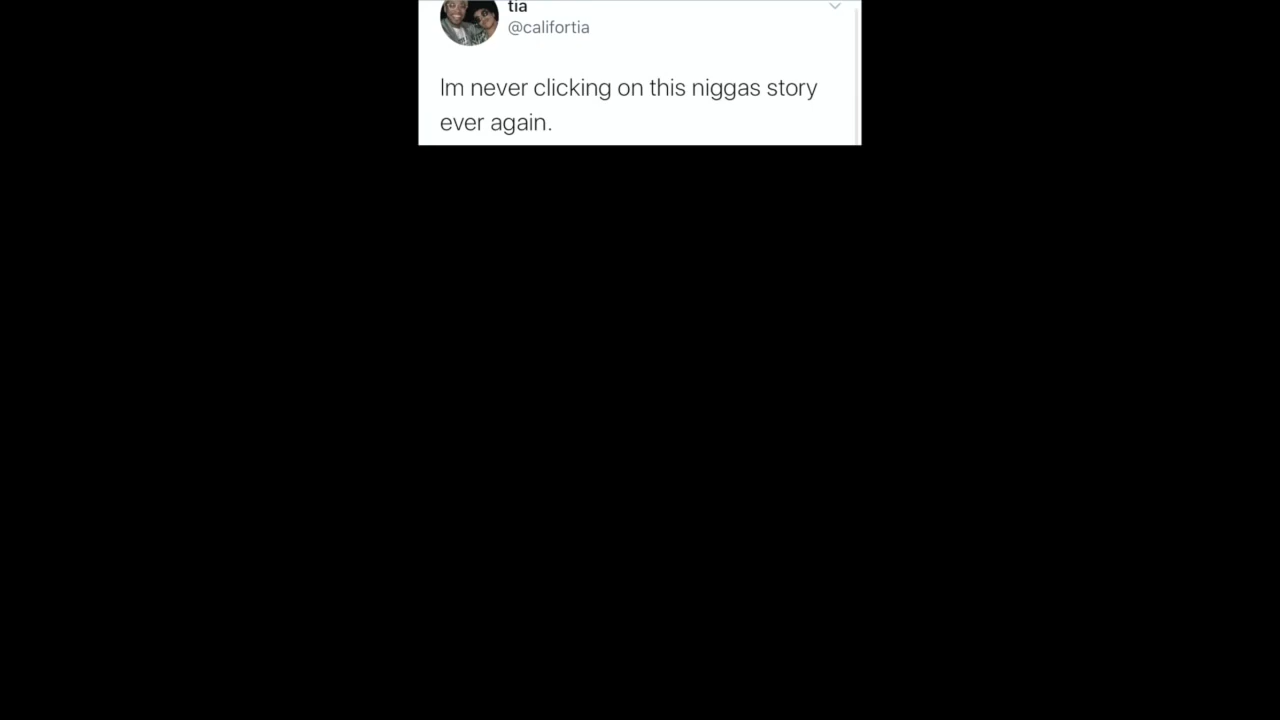 tia
@califortia
Im never clicking on this niggas story
ever again.